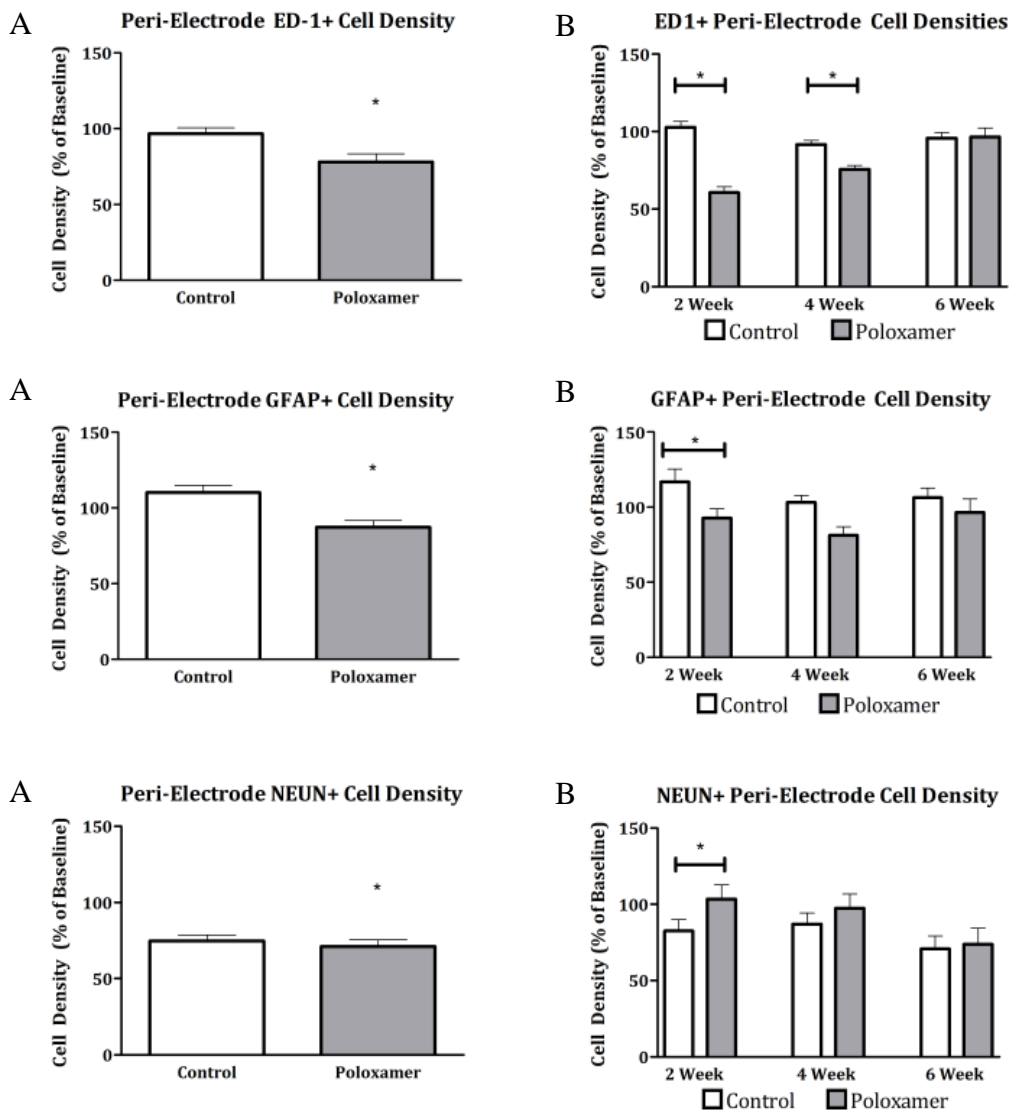 A
Peri-Electrode ED-1+ Cell Density
Cell Density (% of Baseline)
150
100
50
0
*
Control
Poloxamer
B
ED1+ Peri-Electrode Cell Densities
Cell Density (% of Baseline)
150
100
50
0
*
*
2 Week
4 Week
6 Week
Control
Poloxamer
A
Peri-Electrode GFAP+ Cell Density
Cell Density (% of Baseline)
150
100
50
0
*
Control
Poloxamer
B
GFAP+ Peri-Electrode Cell Density
Cell Density (% of Baseline)
150
100
50
0
*
2 Week
4 Week
6 Week
Control
Poloxamer
A
Peri-Electrode NEUN+ Cell Density
Cell Density (% of Baseline)
150
100
50
0
*
Control
Poloxamer
B
NEUN+ Peri-Electrode Cell Density
Cell Density (% of Baseline)
150
100
50
0
*
2 Week
4 Week
6 Week
Control
Poloxamer